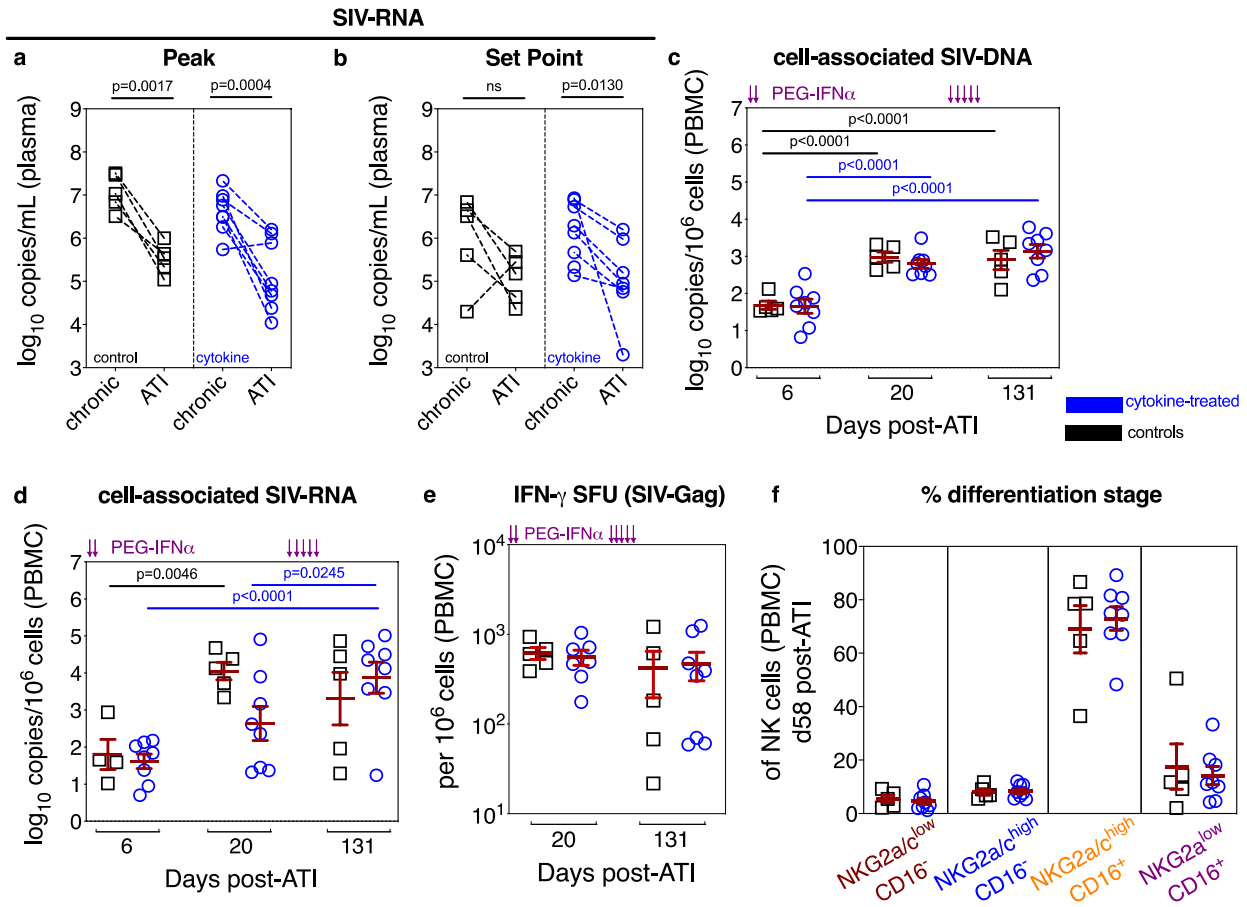 SIV-RNA
a Peak
p=0.0017 p=0.0004
log10 copies/mL (plasma)
7
6
5
4
3
control
cytokine
chronic
ATI
chronic
ATI
b Set Point
ns p=0.0130
log10 copies/mL (plasma)
7
6
5
4
3
control
cytokine
chronic
ATI
chronic
ATI
c cell-associated SIV-DNA
↓↓ PEG-IFNα ↓↓↓↓↓
log10 copies/10^6 cells (PBMC)
7
6
5
4
3
2
1
0
p<0.0001
p<0.0001
p<0.0001
p<0.0001
6 20 131
Days post-ATI
cytokine-treated
controls
d cell-associated SIV-RNA
↓↓ PEG-IFNα ↓↓↓↓↓
log10 copies/10^6 cells (PBMC)
7
6
5
4
3
2
1
0
p=0.0046 p=0.0245
p<0.0001
6 20 131
Days post-ATI
e IFN-γ SFU (SIV-Gag)
↓↓ PEG-IFNα ↓↓↓↓↓
per 10^6 cells (PBMC)
10^4
10^3
10^2
10^1
20 131
Days post-ATI
f % differentiation stage
of NK cells (PBMC)
d58 post-ATI
100
80
60
40
20
0
NKG2a/c^low
CD16^-
NKG2a/c^high
CD16^-
NKG2a/c^high
CD16^+
NKG2a^low
CD16^+